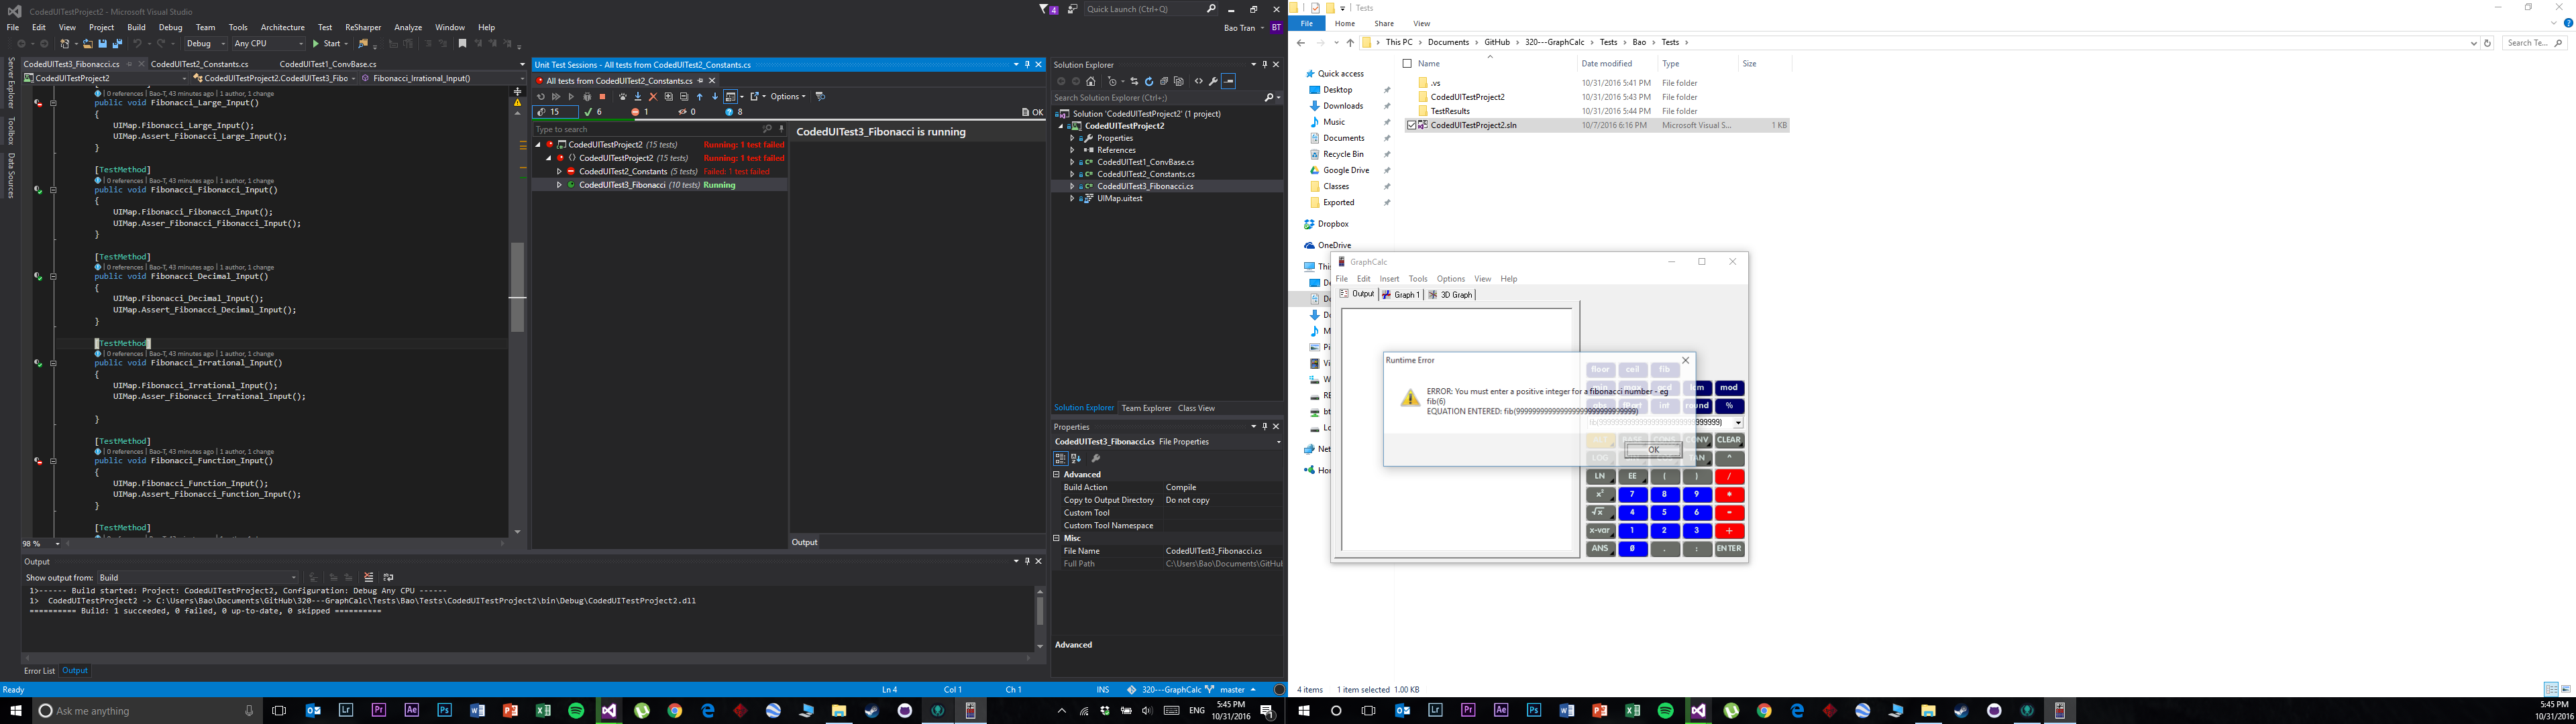 CodedUITestProject2 - Microsoft Visual Studio
4
Quick Launch (Ctrl+Q)
File Edit View Project Build Debug Team Tools Architecture Test ReSharper Analyze Window Help
Bao Tran BT
Debug Any CPU Start
Server Explorer
Toolbox
Data Sources
CodedUITest3_Fibonacci.cs CodedUITest2_Constants.cs CodedUITest1_ConvBase.cs
CodedUITestProject2 CodedUITestProject2.CodedUITest3_Fibo Fibonacci_Irrational_Input()
0 references | Bao-T, 43 minutes ago | 1 author, 1 change
public void Fibonacci_Large_Input()
{
UIMap.Fibonacci_Large_Input();
UIMap.Assert_Fibonacci_Large_Input();
}
[TestMethod]
0 references | Bao-T, 43 minutes ago | 1 author, 1 change
public void Fibonacci_Fibonacci_Input()
{
UIMap.Fibonacci_Fibonacci_Input();
UIMap.Assert_Fibonacci_Fibonacci_Input();
}
[TestMethod]
0 references | Bao-T, 43 minutes ago | 1 author, 1 change
public void Fibonacci_Decimal_Input()
{
UIMap.Fibonacci_Decimal_Input();
UIMap.Assert_Fibonacci_Decimal_Input();
}
[TestMethod]
0 references | Bao-T, 43 minutes ago | 1 author, 1 change
public void Fibonacci_Irrational_Input()
{
UIMap.Fibonacci_Irrational_Input();
UIMap.Assert_Fibonacci_Irrational_Input();
}
[TestMethod]
0 references | Bao-T, 43 minutes ago | 1 author, 1 change
public void Fibonacci_Function_Input()
{
UIMap.Fibonacci_Function_Input();
UIMap.Assert_Fibonacci_Function_Input();
}
[TestMethod]
98 %
Unit Test Sessions - All tests from CodedUITest2_Constants.cs
All tests from CodedUITest2_Constants.cs
Options
15 6 1 0 8 OK
Type to search
CodedUITestProject2 (15 tests) Running: 1 test failed
CodedUITestProject2 (15 tests) Running: 1 test failed
CodedUITest2_Constants (5 tests) Failed: 1 test failed
CodedUITest3_Fibonacci (10 tests) Running
CodedUITest3_Fibonacci is running
Output
Solution Explorer
Search Solution Explorer (Ctrl+;)
Solution 'CodedUITestProject2' (1 project)
CodedUITestProject2
Properties
References
CodedUITest1_ConvBase.cs
CodedUITest2_Constants.cs
CodedUITest3_Fibonacci.cs
UIMap.uitest
Solution Explorer Team Explorer Class View
Properties
CodedUITest3_Fibonacci.cs File Properties
Advanced
Build Action Compile
Copy to Output Directory Do not copy
Custom Tool
Custom Tool Namespace
Misc
File Name CodedUITest3_Fibonacci.cs
Full Path C:\Users\Bao\Documents\GitHub
Advanced
Output
Show output from: Build
1>------ Build started: Project: CodedUITestProject2, Configuration: Debug Any CPU ------
1> CodedUITestProject2 -> C:\Users\Bao\Documents\GitHub\320---GraphCalc\Tests\Bao\Tests\CodedUITestProject2\bin\Debug\CodedUITestProject2.dll
========== Build: 1 succeeded, 0 failed, 0 up-to-date, 0 skipped ==========
Error List Output
Ready Ln 4 Col 1 Ch 1 INS 320---GraphCalc master
Ask me anything
ENG 5:45 PM
10/31/2016 1
Tests
File Home Share View
This PC Documents GitHub 320---GraphCalc Tests Bao Tests
Search Te...
Name Date modified Type Size
.vs 10/31/2016 5:41 PM File folder
CodedUITestProject2 10/31/2016 5:43 PM File folder
TestResults 10/31/2016 5:44 PM File folder
CodedUITestProject2.sln 10/7/2016 6:16 PM Microsoft Visual S... 1 KB
Quick access
Desktop
Downloads
Music
Documents
Recycle Bin
Google Drive
Classes
Exported
Dropbox
OneDrive
GraphCalc
File Edit Insert Tools Options View Help
Output Graph 1 3D Graph
Runtime Error
ERROR: You must enter a positive integer for a fibonacci number - eg
fib(6)
OK
floor ceil fib
mod
int round %
CONV CLEAR
^
LN EE ( ) /
x² 7 8 9 *
√x 4 5 6 -
x-var 1 2 3 +
ANS 0 . : ENTER
4 items 1 item selected 1.00 KB
5:45 PM
10/31/2016